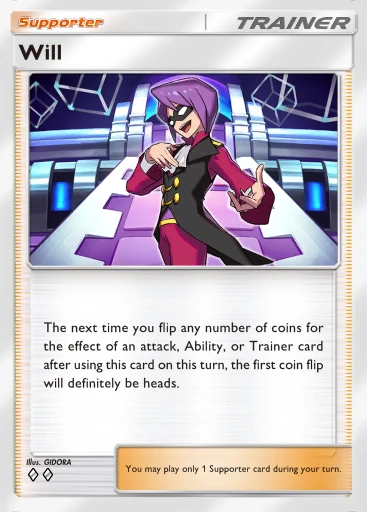 Supporter
TRAINER
Will
The next time you flip any number of coins for
the effect of an attack, Ability, or Trainer card
after using this card on this turn, the first coin flip
will definitely be heads.
Illus. GIDORA
You may play only 1 Supporter card during your turn.